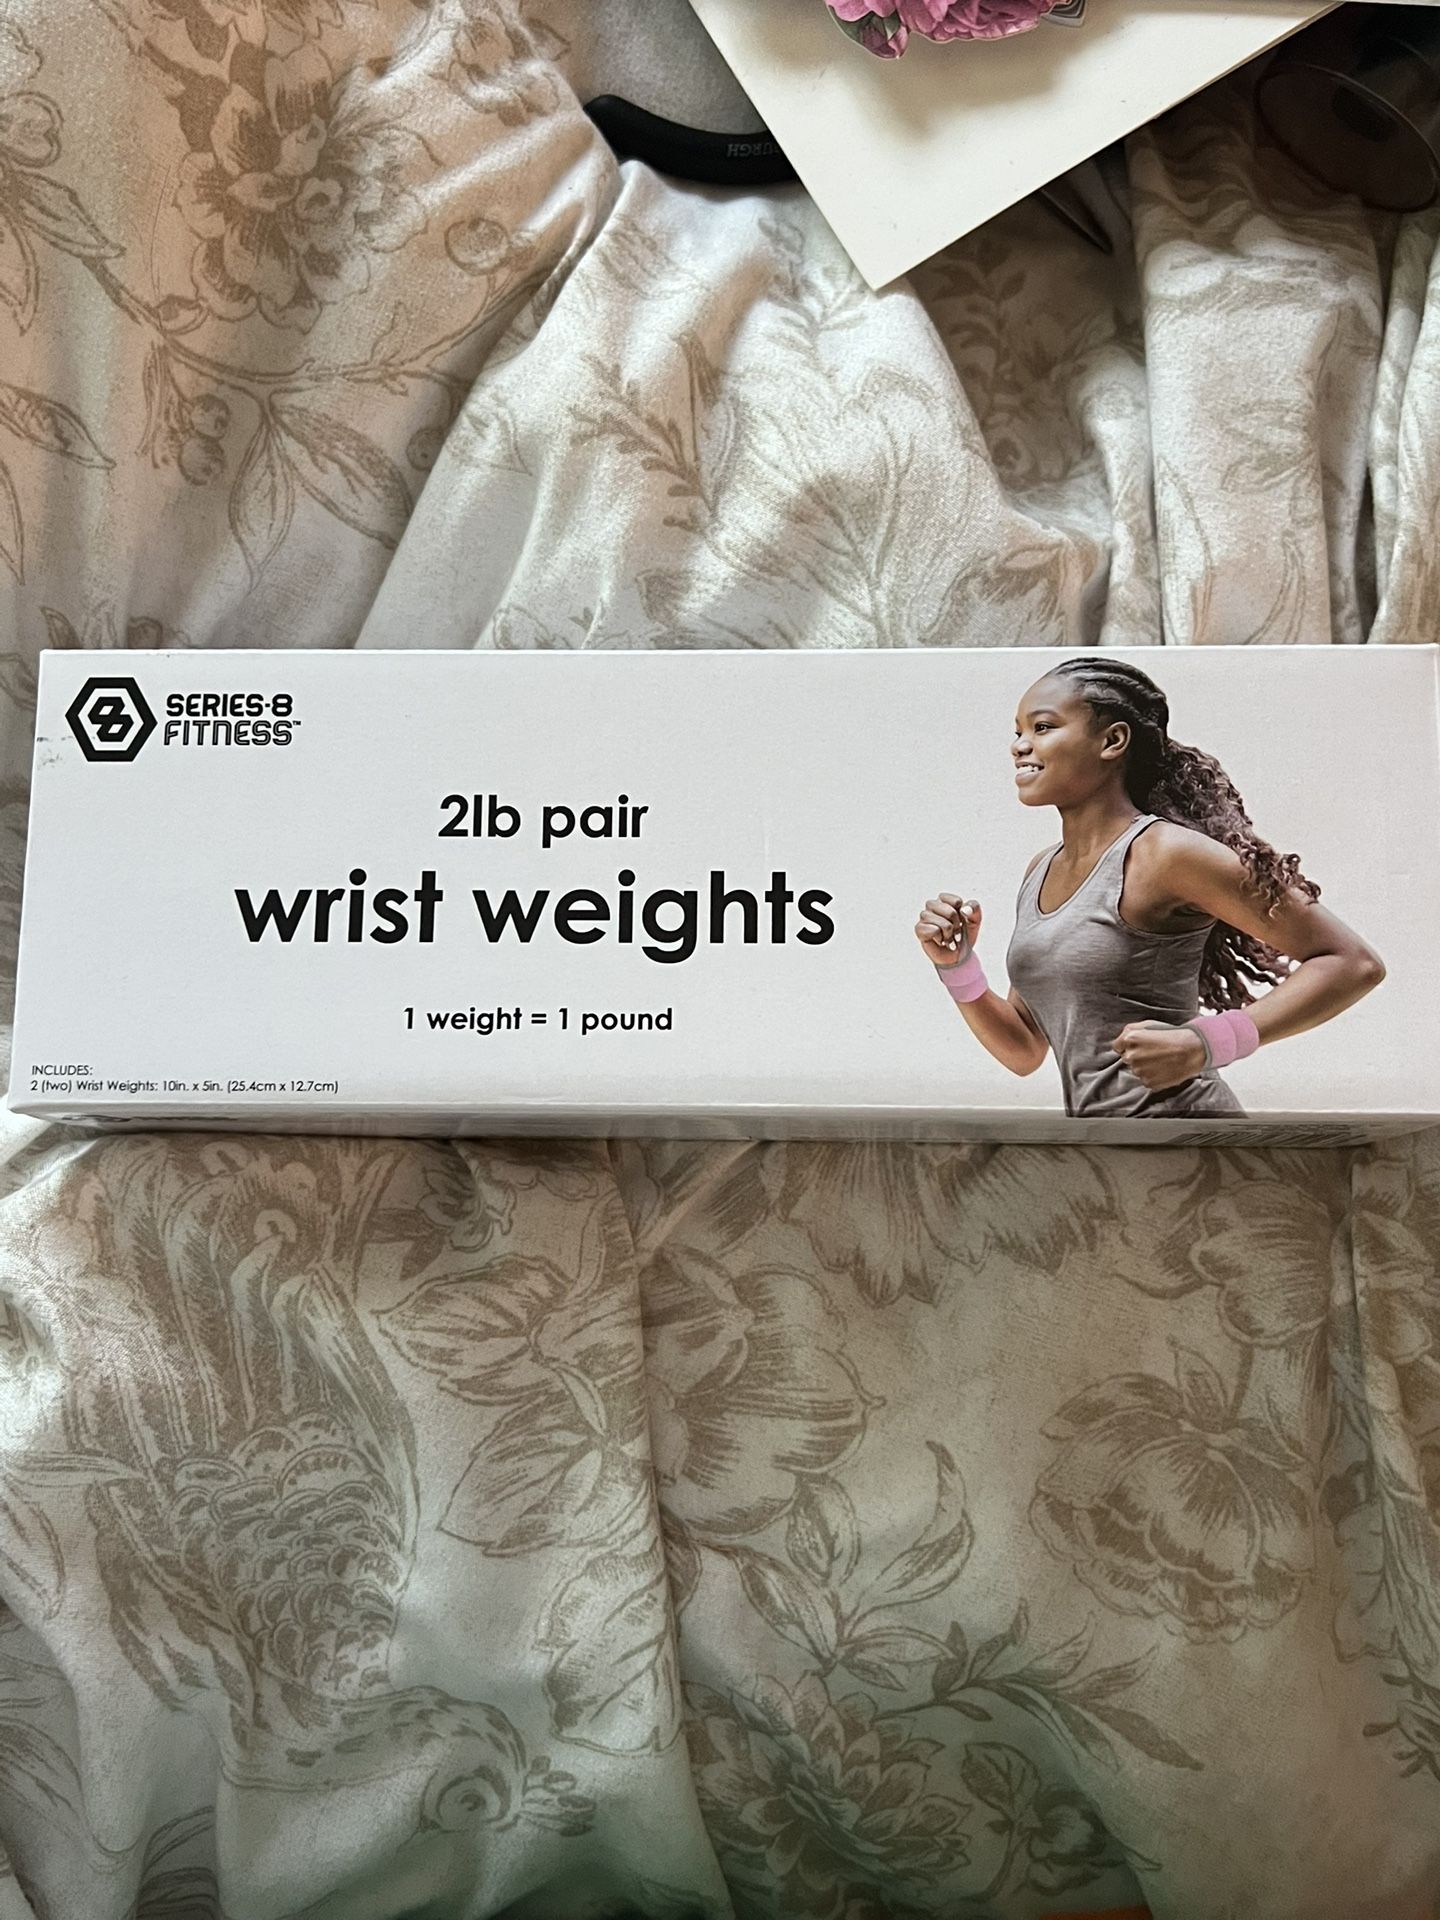 SERIES-8
FITNESS™
2lb pair
wrist weights
1 weight = 1 pound
INCLUDES:
2 (two) Wrist Weights: 10in. x 5in. (25.4cm x 12.7cm)